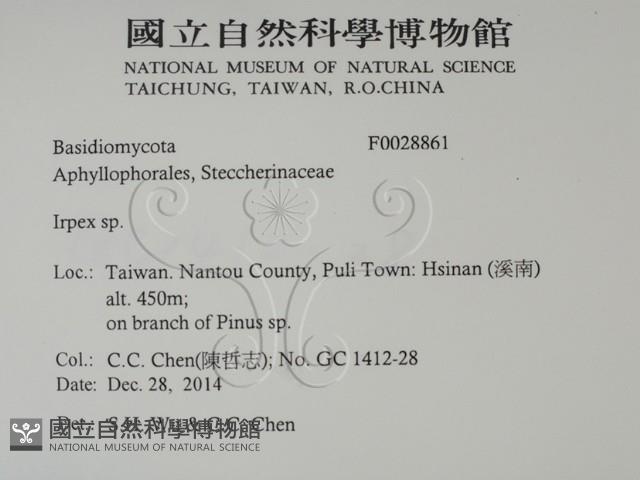 國立自然科學博物館
NATIONAL MUSEUM OF NATURAL SCIENCE
TAICHUNG, TAIWAN, R.O.CHINA
Basidiomycota F0028861
Aphyllophorales, Steccherinaceae
Irpex sp.
Loc.: Taiwan. Nantou County, Puli Town: Hsinan (溪南)
alt. 450m;
on branch of Pinus sp.
Col.: C.C. Chen(陳哲志); No. GC 1412-28
Date: Dec. 28, 2014
Det.: S.H. Wu & C.C. Chen
國立自然科學博物館
NATIONAL MUSEUM OF NATURAL SCIENCE